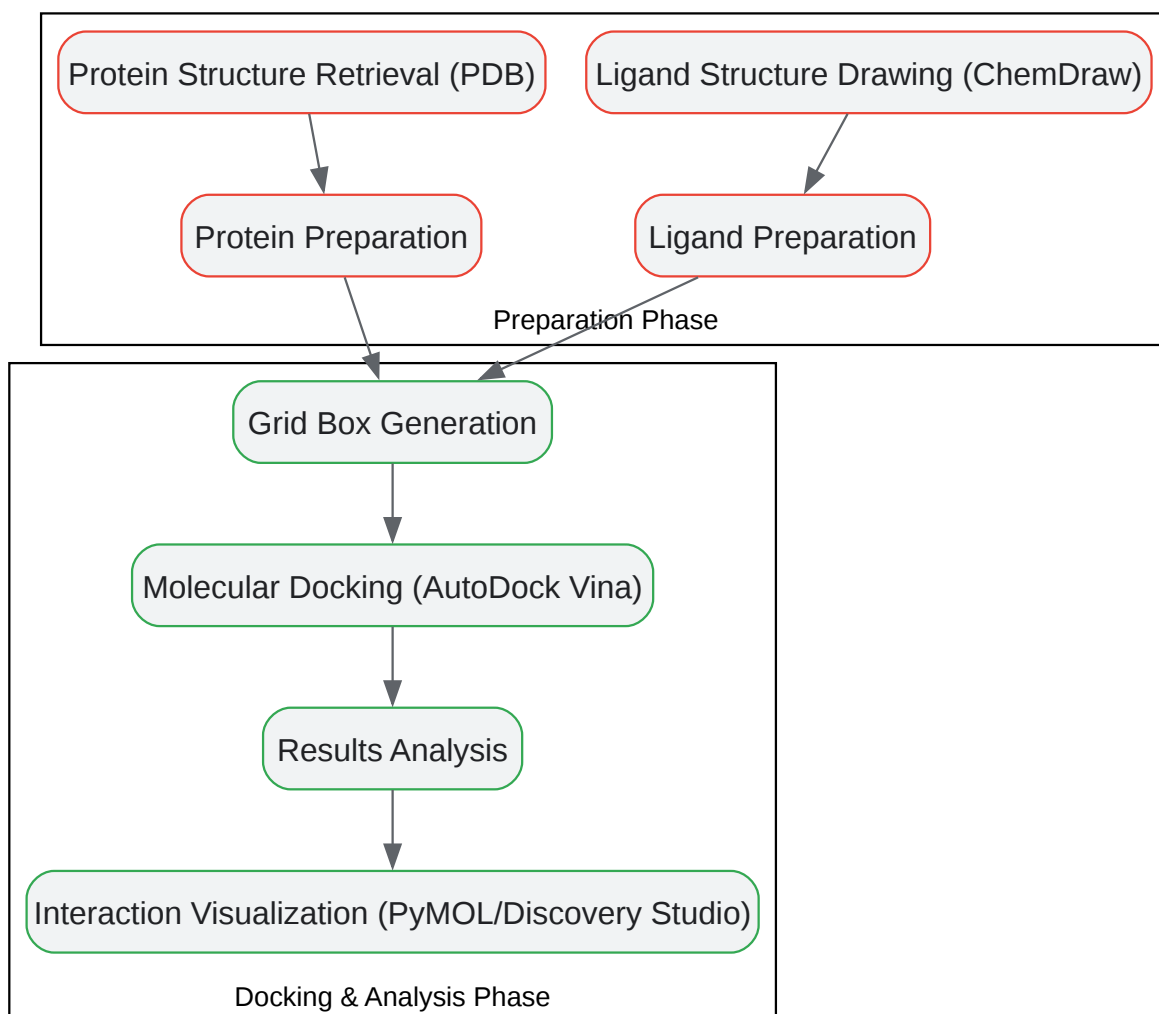 Protein Structure Retrieval (PDB)
Ligand Structure Drawing (ChemDraw)
Protein Preparation
Ligand Preparation
Preparation Phase
Grid Box Generation
Molecular Docking (AutoDock Vina)
Results Analysis
Interaction Visualization (PyMOL/Discovery Studio)
Docking & Analysis Phase